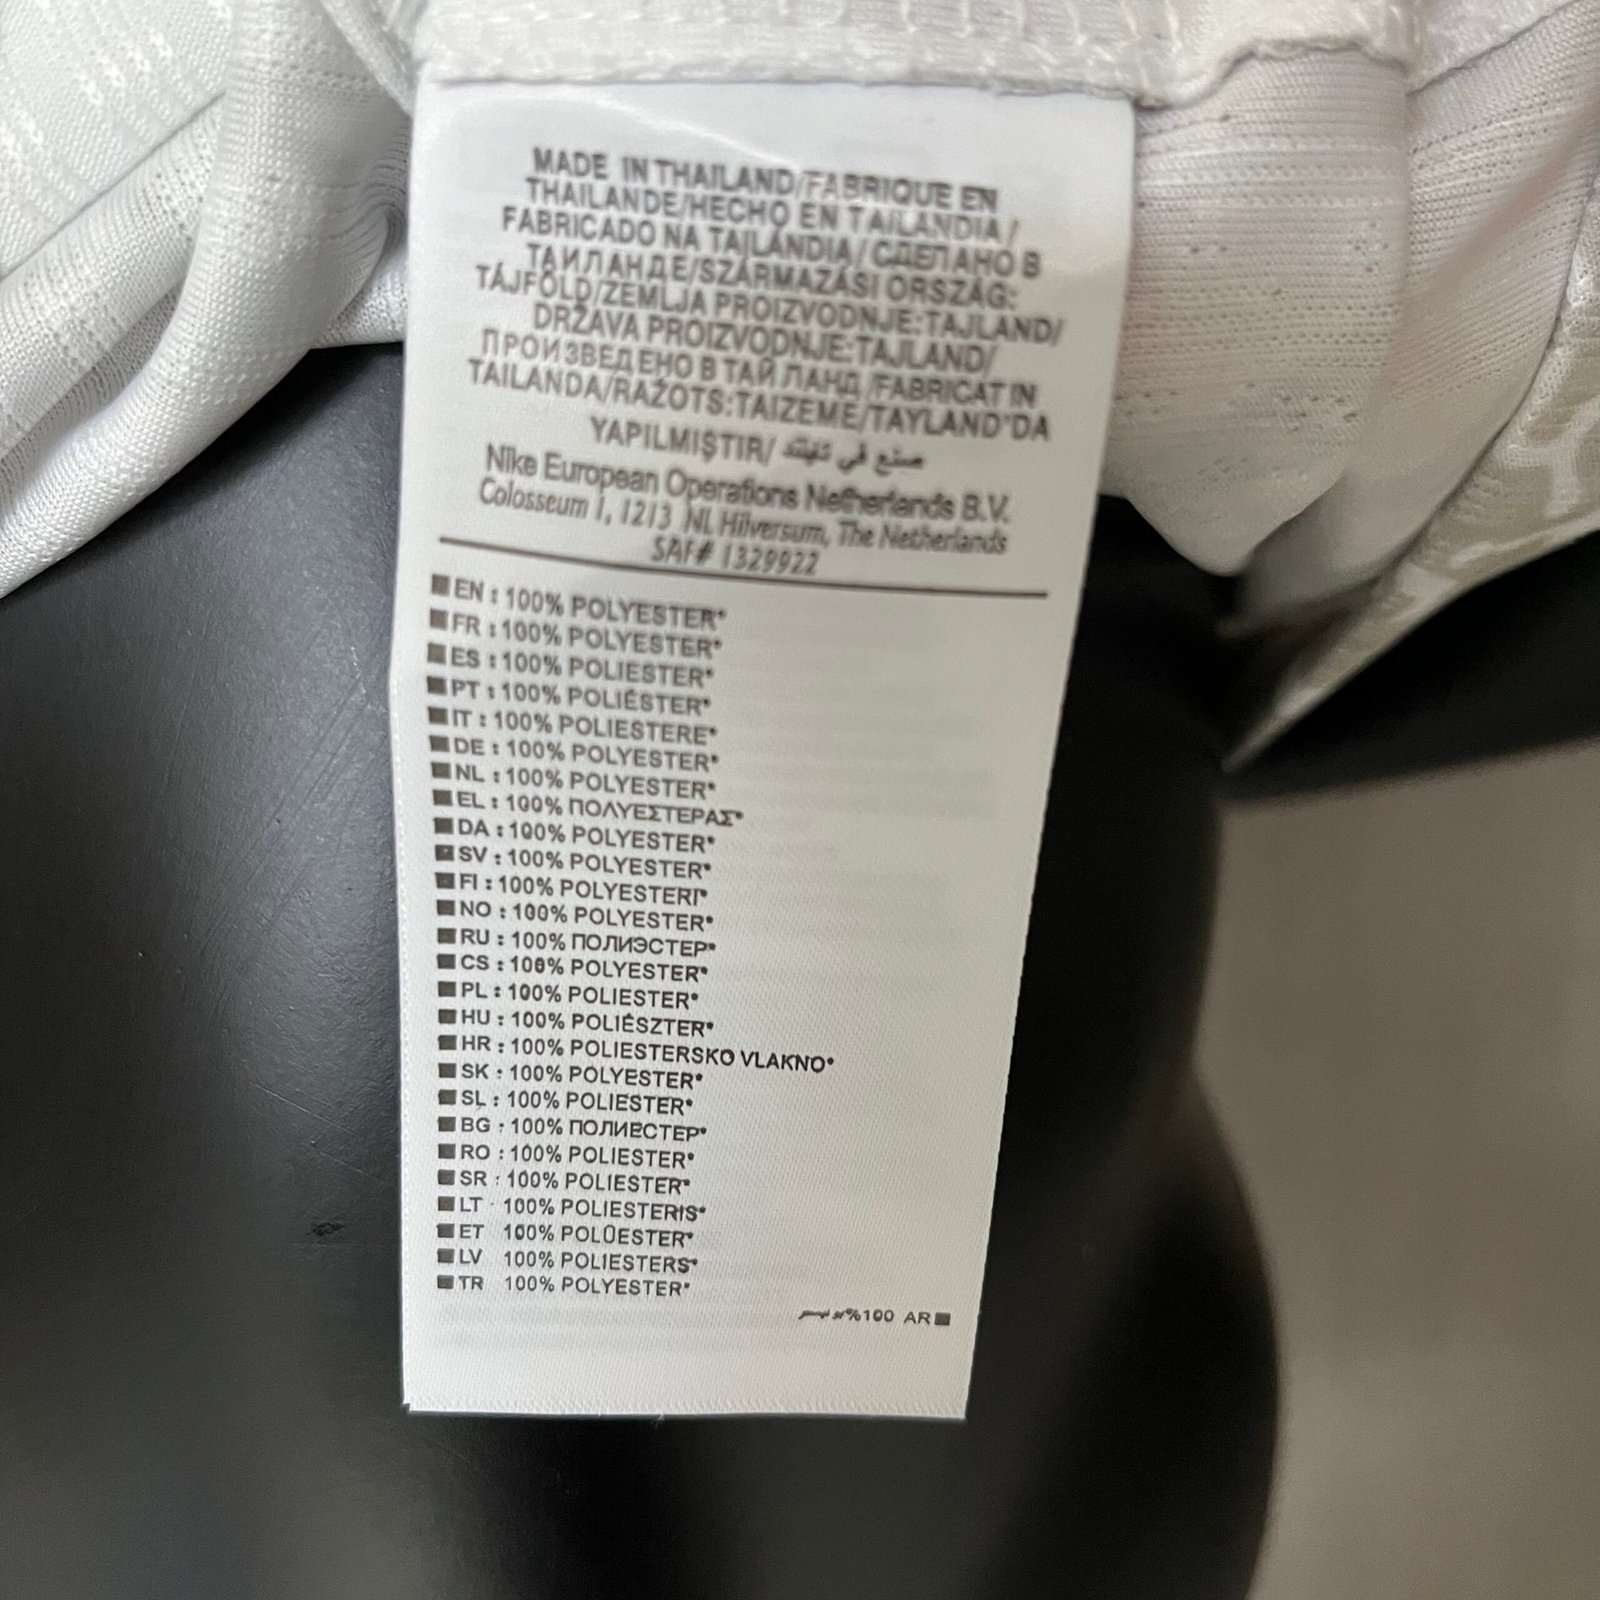 MADE IN THAILAND/FABRIQUE EN
THAILANDE/HECHO EN TAILANDIA/
FABRICADO NA TAILÁNDIA/СДЕЛАНО В
ТАИЛАНДЕ/SZÁRMAZÁSI ORSZÁG:
TÁJFÖLD/ZEMLJA PROIZVODNJE:TAJLAND/
DRŽAVA PROIZVODNJE:TAJLAND/
ПРОИЗВЕДЕНО В ТАЙЛАНД /FABRICAT IN
TAILANDA/RAŽOTS:TAIZEME/TAYLAND'DA
YAPILMIŞTIR/ صنع في
Nike European Operations Netherlands B.V.
Colosseum 1, 1213 NL Hilversum, The Netherlands
SAF# 1329922
EN : 100% POLYESTER*
FR : 100% POLYESTER*
ES : 100% POLIESTER*
PT : 100% POLIÉSTER*
IT : 100% POLIESTERE*
DE : 100% POLYESTER*
NL : 100% POLYESTER*
EL : 100% ΠΟΛΥΕΣΤΕΡΑΣ*
DA : 100% POLYESTER*
SV : 100% POLYESTER*
FI : 100% POLYESTERI*
NO : 100% POLYESTER*
RU : 100% ПОЛИЭСТЕР*
CS : 100% POLYESTER*
PL : 100% POLIESTER*
HU : 100% POLIÉSZTER*
HR : 100% POLIESTERSKO VLAKNO*
SK : 100% POLYESTER*
SL : 100% POLIESTER*
BG : 100% ПОЛИЕСТЕР*
RO : 100% POLIESTER*
SR : 100% POLIESTER*
LT : 100% POLIESTERIS*
ET 100% POLÜESTER*
LV 100% POLIESTERS*
TR 100% POLYESTER*
%100 AR